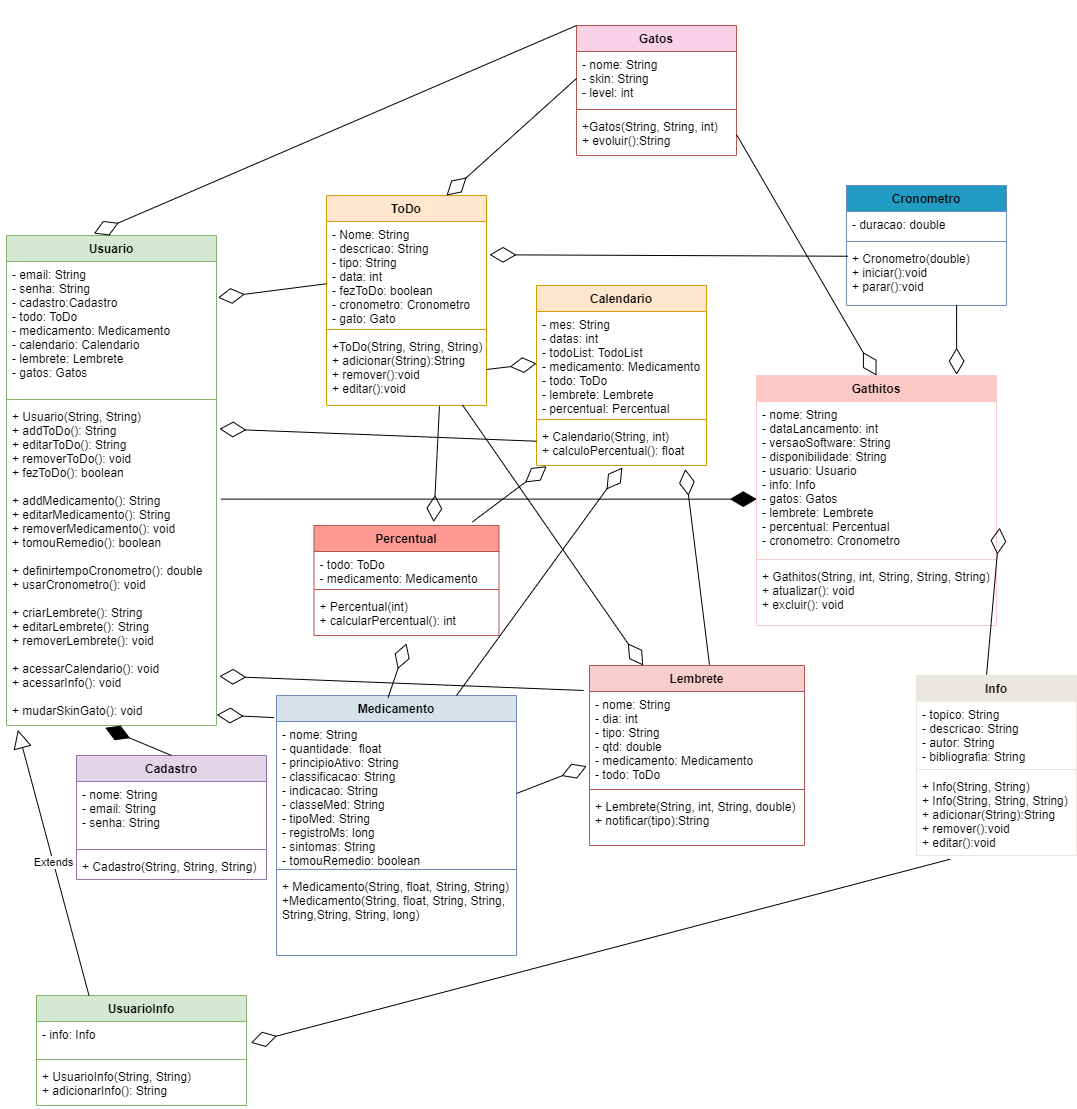 Gatos
- nome: String
- skin: String
- level: int
+Gatos(String, String, int)
+ evoluir():String
Cronometro
- duracao: double
+ Cronometro(double)
+ iniciar():void
+ parar():void
ToDo
- Nome: String
- descricao: String
- tipo: String
- data: int
- fezToDo: boolean
- cronometro: Cronometro
- gato: Gato
+ToDo(String, String, String)
+ adicionar(String):String
+ remover():void
+ editar():void
Usuario
- email: String
- senha: String
- cadastro:Cadastro
- todo: ToDo
- medicamento: Medicamento
- calendario: Calendario
- lembrete: Lembrete
- gatos: Gatos
+ Usuario(String, String)
+ addToDo(): String
+ editarToDo(): String
+ removerToDo(): void
+ fezToDo(): boolean
+ addMedicamento(): String
+ editarMedicamento(): String
+ removerMedicamento(): void
+ tomouRemedio(): boolean
+ definirtempoCronometro(): double
+ usarCronometro(): void
+ criarLembrete(): String
+ editarLembrete(): String
+ removerLembrete(): void
+ acessarCalendario(): void
+ acessarInfo(): void
+ mudarSkinGato(): void
Calendario
- mes: String
- datas: int
- todoList: TodoList
- medicamento: Medicamento
- todo: ToDo
- lembrete: Lembrete
- percentual: Percentual
+ Calendario(String, int)
+ calculoPercentual(): float
Gathitos
- nome: String
- dataLancamento: int
- versaoSoftware: String
- disponibilidade: String
- usuario: Usuario
- info: Info
- gatos: Gatos
- lembrete: Lembrete
- percentual: Percentual
- cronometro: Cronometro
+ Gathitos(String, int, String, String, String)
+ atualizar(): void
+ excluir(): void
Percentual
- todo: ToDo
- medicamento: Medicamento
+ Percentual(int)
+ calcularPercentual(): int
Lembrete
- nome: String
- dia: int
- tipo: String
- qtd: double
- medicamento: Medicamento
- todo: ToDo
+ Lembrete(String, int, String, double)
+ notificar(tipo):String
Info
- topico: String
- descricao: String
- autor: String
- bibliografia: String
+ Info(String, String)
+ Info(String, String, String)
+ adicionar(String):String
+ remover():void
+ editar():void
Medicamento
- nome: String
- quantidade:  float
- principioAtivo: String
- classificacao: String
- indicacao: String
- classeMed: String
- tipoMed: String
- registroMs: long
- sintomas: String
- tomouRemedio: boolean
+ Medicamento(String, float, String, String)
+Medicamento(String, float, String, String,
String,String, String, long)
Cadastro
- nome: String
- email: String
- senha: String
+ Cadastro(String, String, String)
Extends
UsuarioInfo
- info: Info
+ UsuarioInfo(String, String)
+ adicionarInfo(): String